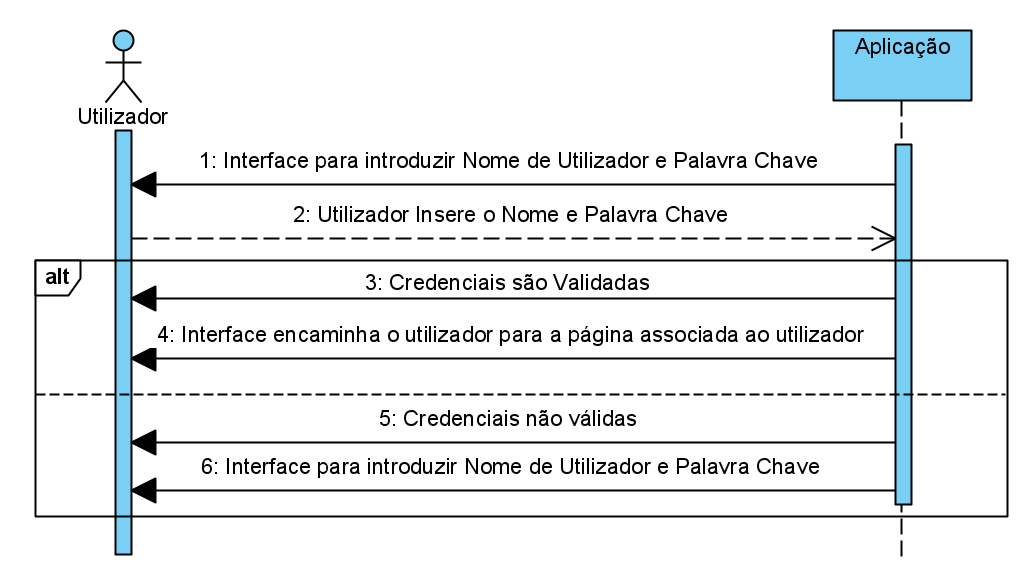 Aplicação
Utilizador
1: Interface para introduzir Nome de Utilizador e Palavra Chave
2: Utilizador Insere o Nome e Palavra Chave
alt
3: Credenciais são Validadas
4: Interface encaminha o utilizador para a página associada ao utilizador
5: Credenciais não válidas
6: Interface para introduzir Nome de Utilizador e Palavra Chave